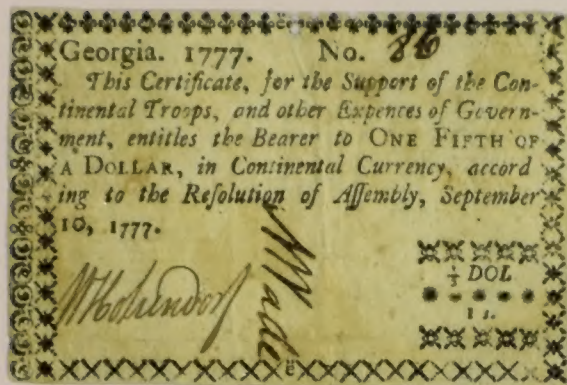 Georgia. 1777. No. 86
This Certificate, for the Support of the Con-
tinental Troops, and other Expences of Govern-
ment, entitles the Bearer to ONE FIFTH OF
A DOLLAR, in Continental Currency, accord
ing to the Reſolution of Aſſembly, September
10, 1777.
Wade
DOL
1 s.